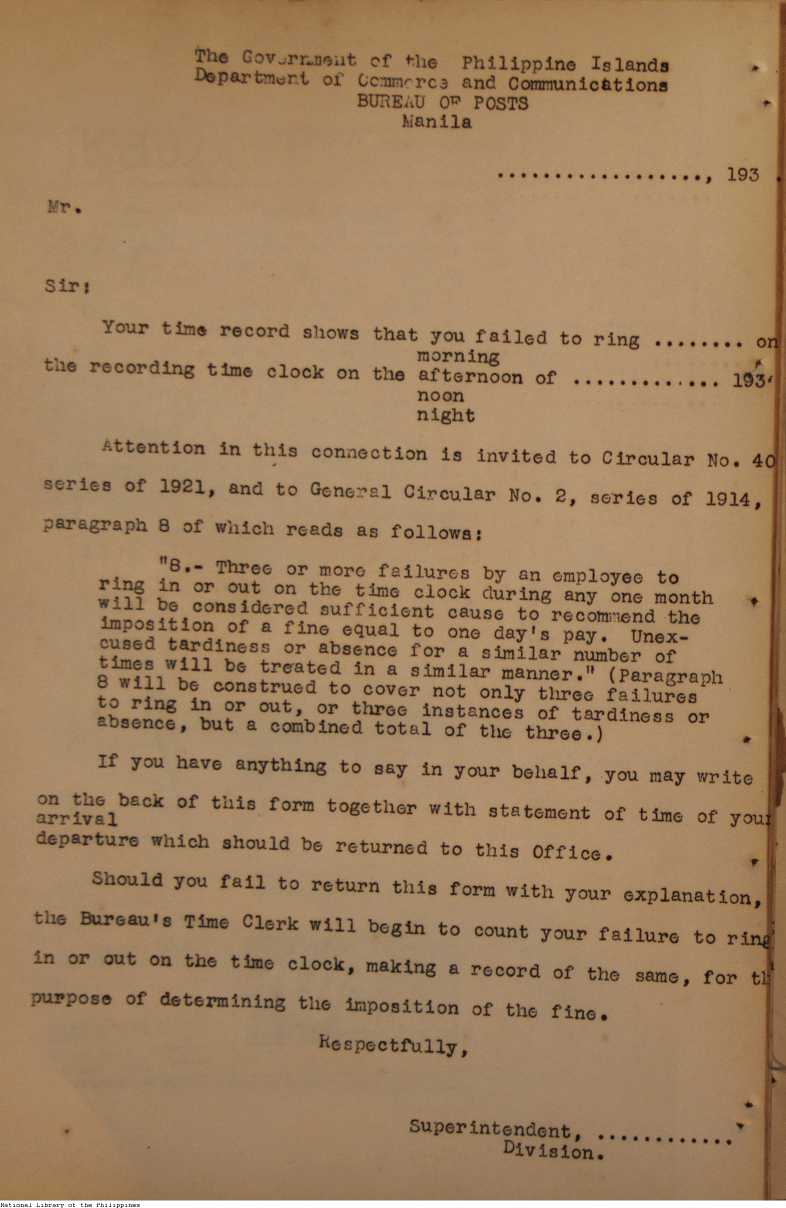 The Government of the Philippine Islands
Department of Commerce and Communications
BUREAU OF POSTS
Manila
.................., 193 .
Mr.
Sir:
Your time record shows that you failed to ring ........ on
morning
the recording time clock on the afternoon of ............. 193
noon
night
Attention in this connection is invited to Circular No. 40
series of 1921, and to General Circular No. 2, series of 1914,
paragraph 8 of which reads as follows:
"8.- Three or more failures by an employee to
ring in or out on the time clock during any one month
will be considered sufficient cause to recommend the
imposition of a fine equal to one day's pay. Unex-
cused tardiness or absence for a similar number of
times will be treated in a similar manner." (Paragraph
8 will be construed to cover not only three failures
to ring in or out, or three instances of tardiness or
absence, but a combined total of the three.)
If you have anything to say in your behalf, you may write
on the back of this form together with statement of time of your
arrival
departure which should be returned to this Office.
Should you fail to return this form with your explanation,
the Bureau's Time Clerk will begin to count your failure to ring
in or out on the time clock, making a record of the same, for th
purpose of determining the imposition of the fine.
Respectfully,
Superintendent, ............
Division.
National Library of the Philippines